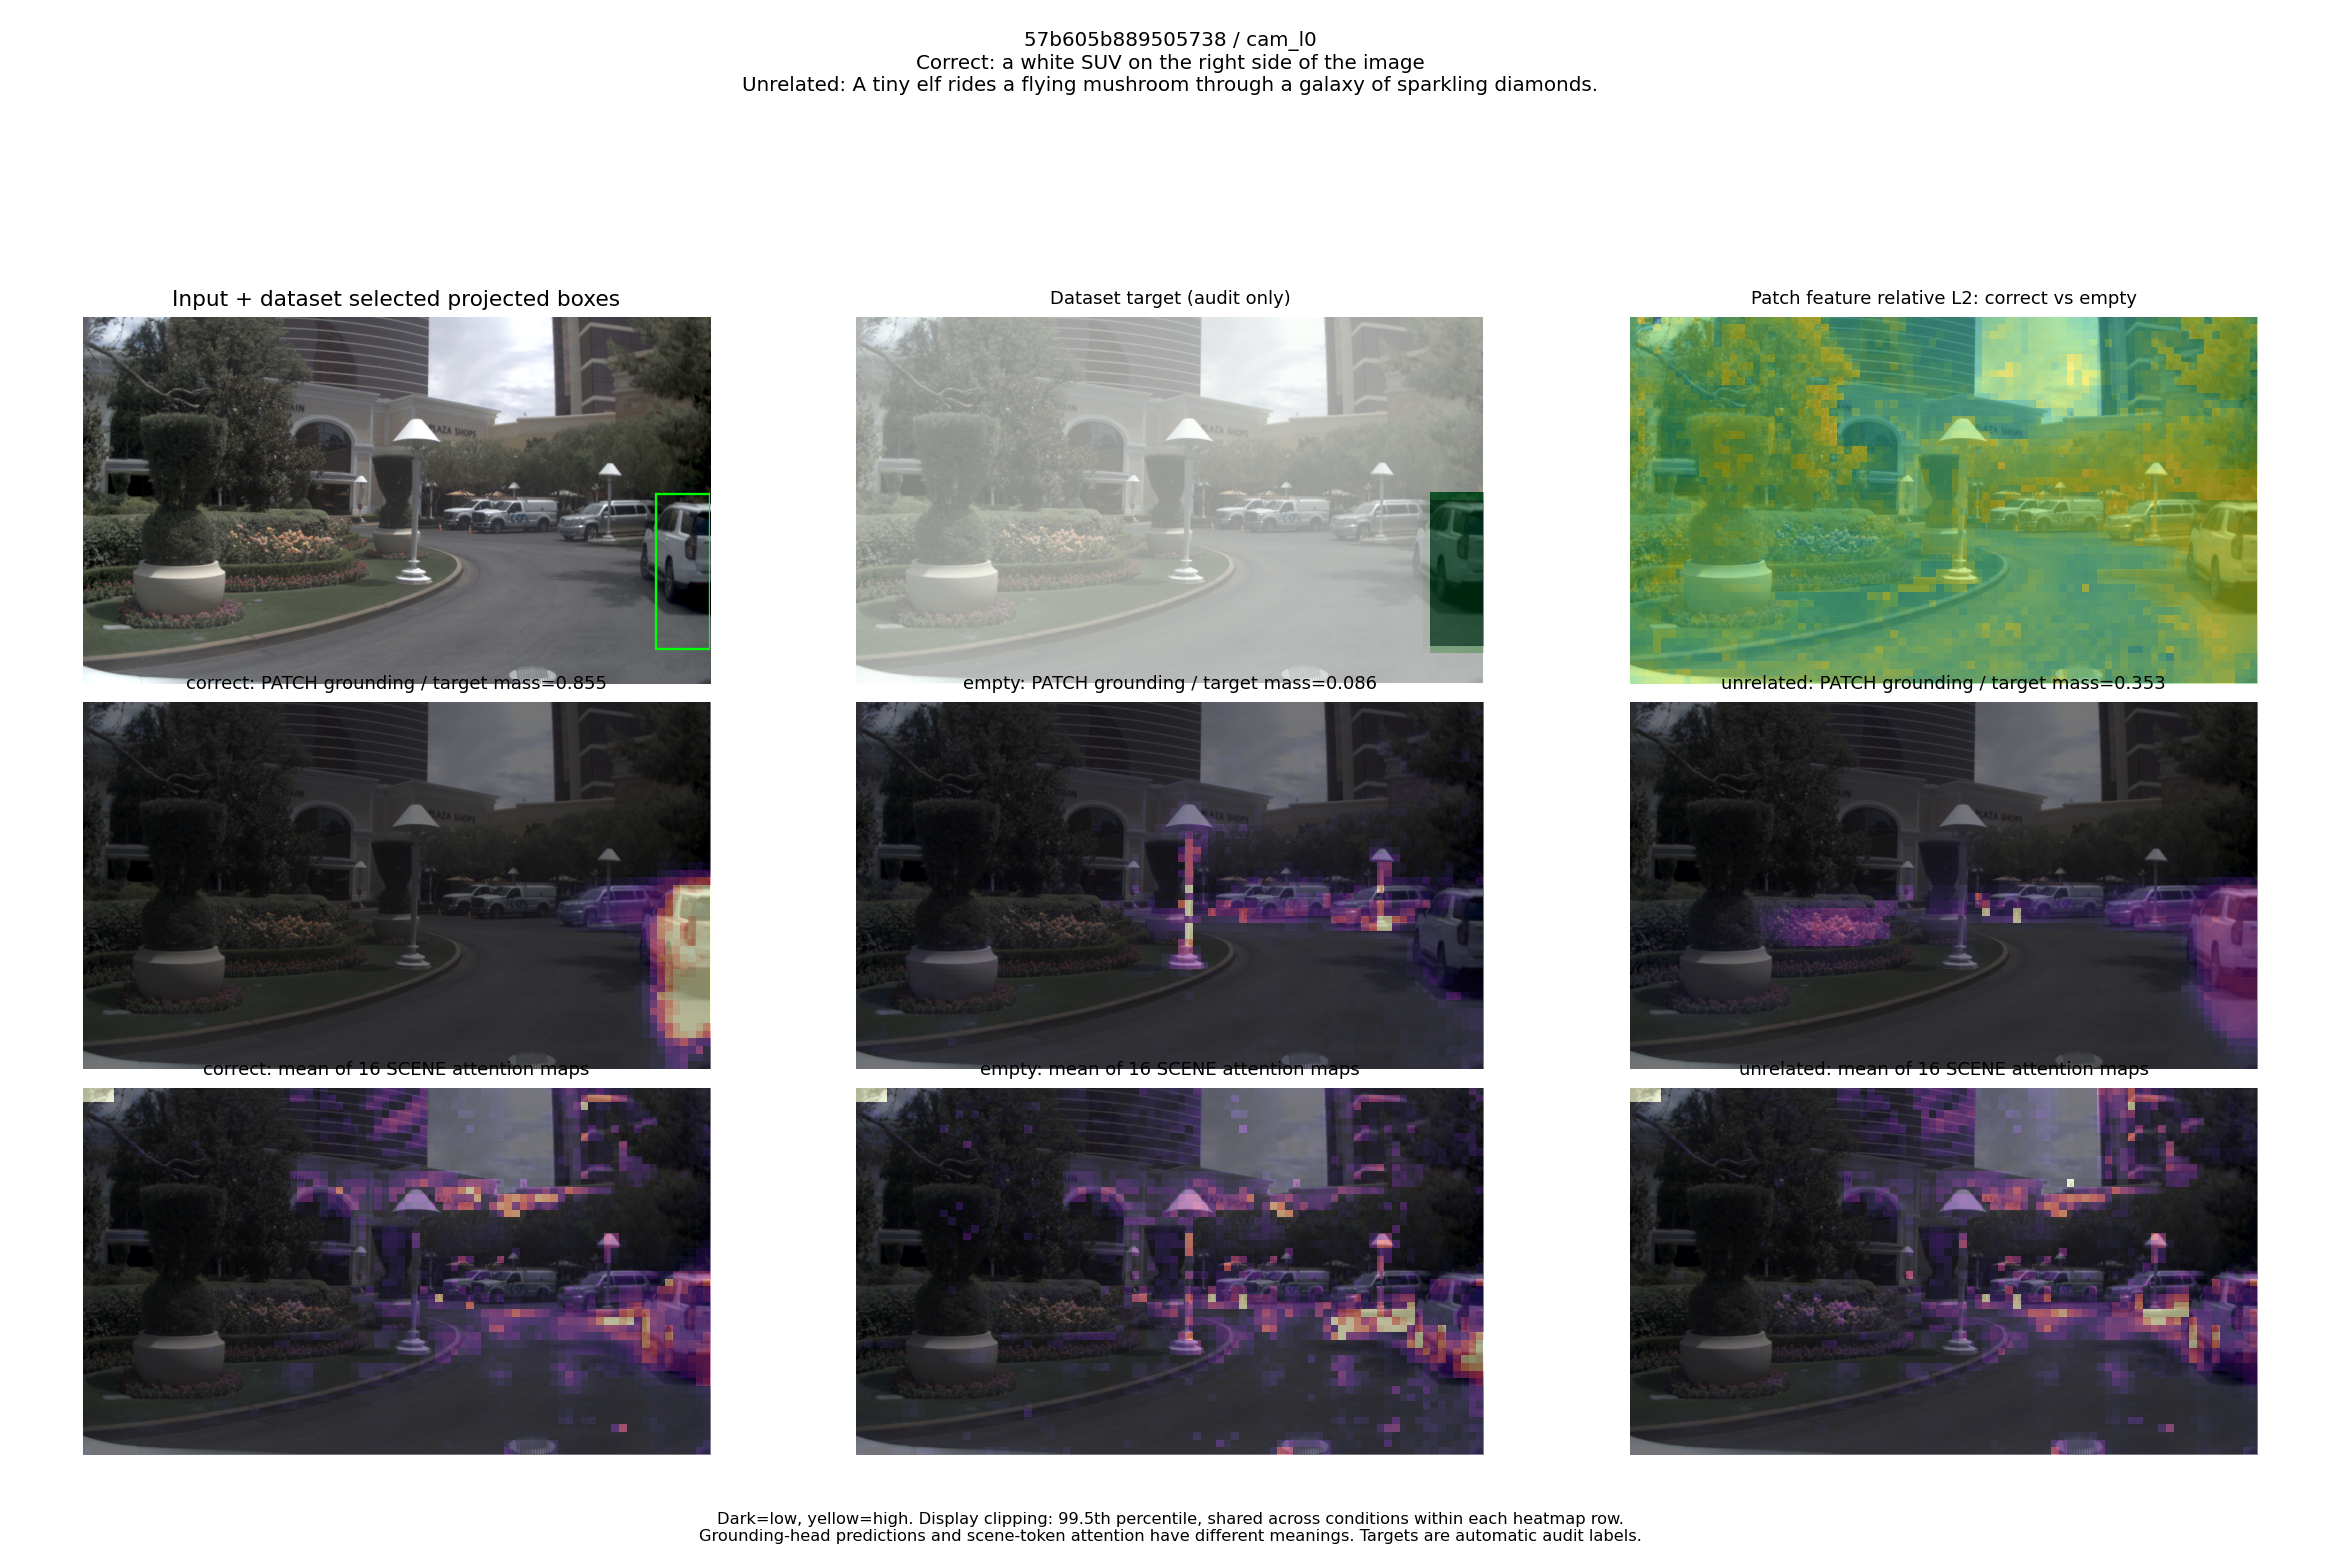 57b605b889505738 / cam_l0
Correct: a white SUV on the right side of the image
Unrelated: A tiny elf rides a flying mushroom through a galaxy of sparkling diamonds.
Input + dataset selected projected boxes
Dataset target (audit only)
Patch feature relative L2: correct vs empty
PLAZA SHOPS
correct: PATCH grounding / target mass=0.855
empty: PATCH grounding / target mass=0.086
unrelated: PATCH grounding / target mass=0.353
correct: mean of 16 SCENE attention maps
empty: mean of 16 SCENE attention maps
unrelated: mean of 16 SCENE attention maps
Dark=low, yellow=high. Display clipping: 99.5th percentile, shared across conditions within each heatmap row.
Grounding-head predictions and scene-token attention have different meanings. Targets are automatic audit labels.